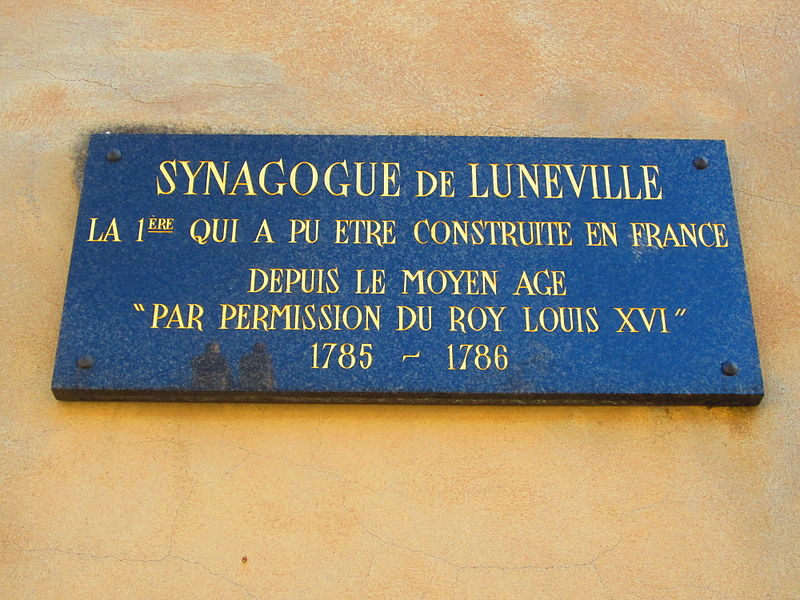 SYNAGOGUE DE LUNEVILLE
LA 1ÈRE QUI A PU ETRE CONSTRUITE EN FRANCE
DEPUIS LE MOYEN AGE
"PAR PERMISSION DU ROY LOUIS XVI"
1785 ~ 1786